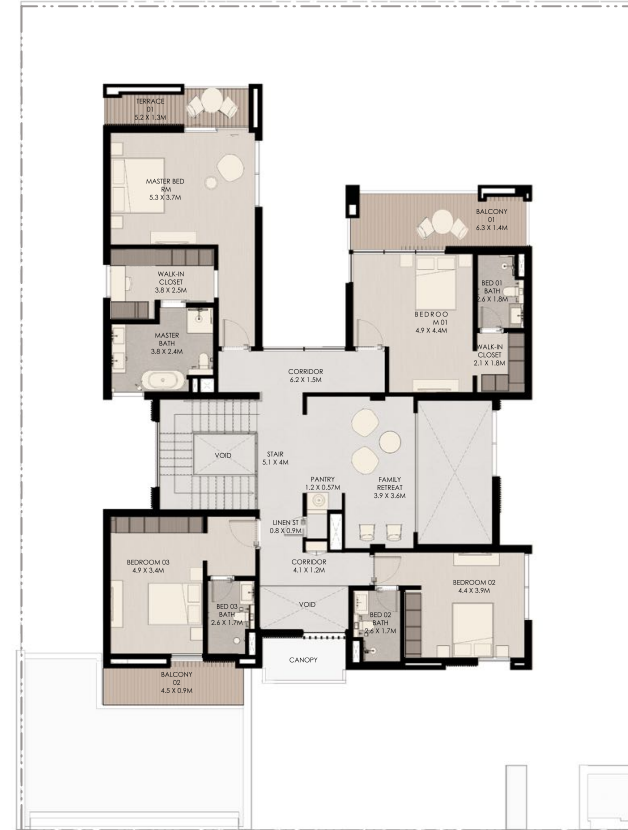 TERRACE
01
5.2 X 1.3M
MASTER BED
RM
5.3 X 3.7M
BALCONY
01
6.3 X 1.4M
WALK-IN
CLOSET
3.8 X 2.5M
BED 01
BATH
2.6 X 1.8M
BEDROO
M 01
4.9 X 4.4M
MASTER
BATH
3.8 X 2.4M
WALK-IN
CLOSET
2.1 X 1.8M
CORRIDOR
6.2 X 1.5M
VOID
STAIR
5.1 X 4M
PANTRY
1.2 X 0.57M
FAMILY
RETREAT
3.9 X 3.6M
LINEN ST
0.8 X 0.9M
BEDROOM 03
4.9 X 3.4M
CORRIDOR
4.1 X 1.2M
BEDROOM 02
4.4 X 3.9M
BED 03
BATH
2.6 X 1.7M
VOID
BED 02
BATH
2.6 X 1.7M
CANOPY
BALCONY
02
4.5 X 0.9M